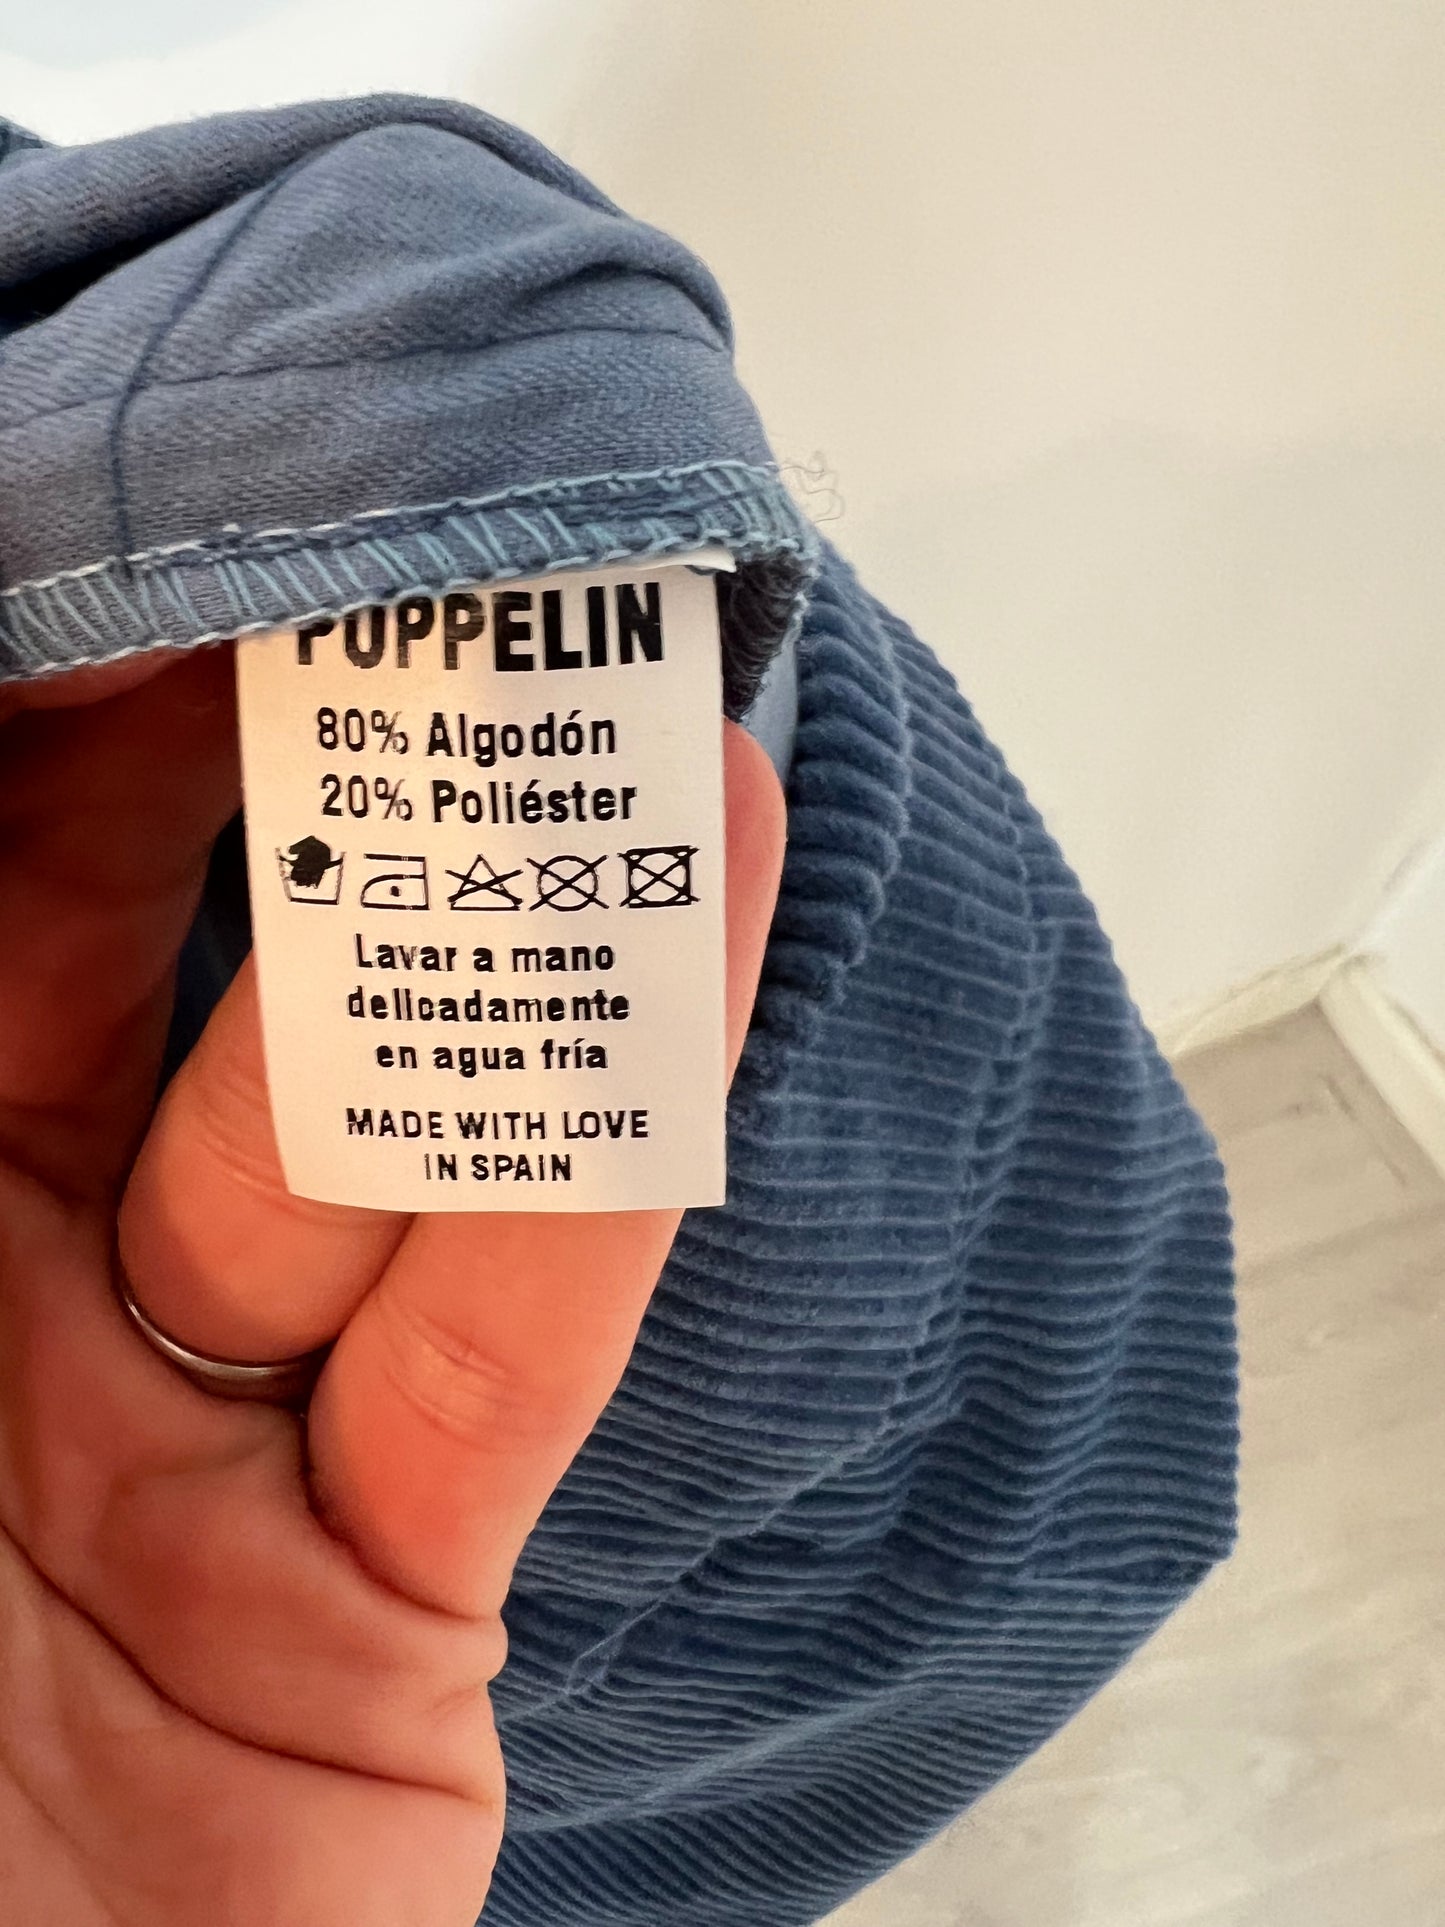 POPPELIN
80% Algodón
20% Poliéster
Lavar a mano
delicadamente
en agua fría
MADE WITH LOVE
IN SPAIN